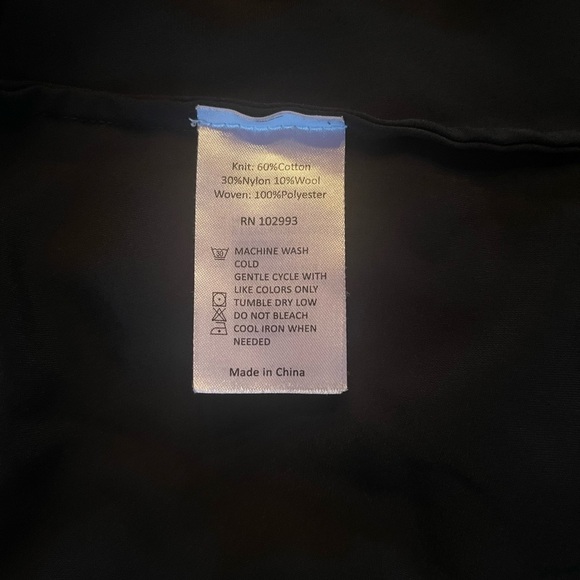 Knit: 60%Cotton
30%Nylon 10%Wool
Woven: 100%Polyester
RN 102993
30
MACHINE WASH
COLD
GENTLE CYCLE WITH
LIKE COLORS ONLY
TUMBLE DRY LOW
DO NOT BLEACH
COOL IRON WHEN
NEEDED
Made in China